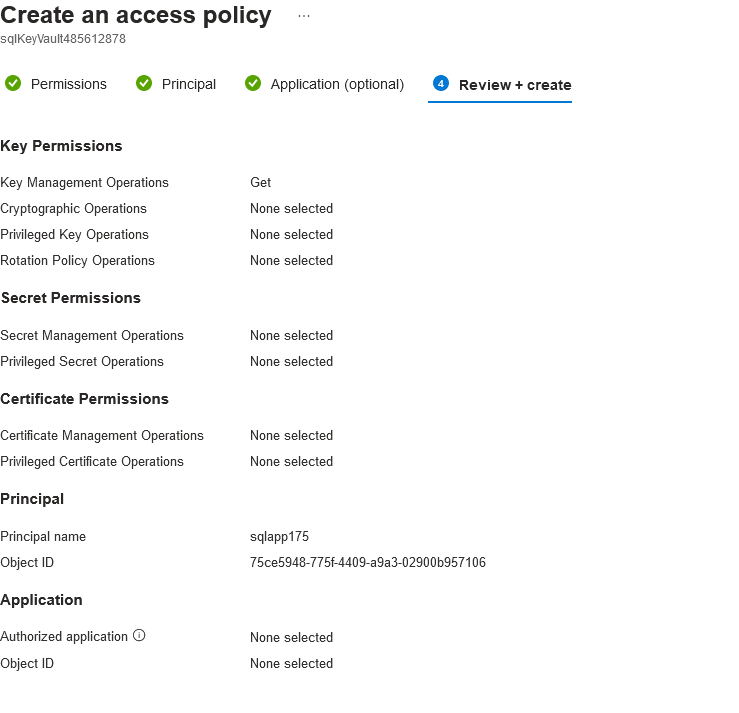 Create an access policy ...
sqlKeyVault485612878
Permissions Principal Application (optional) 4 Review + create
Key Permissions
Key Management Operations Get
Cryptographic Operations None selected
Privileged Key Operations None selected
Rotation Policy Operations None selected
Secret Permissions
Secret Management Operations None selected
Privileged Secret Operations None selected
Certificate Permissions
Certificate Management Operations None selected
Privileged Certificate Operations None selected
Principal
Principal name sqlapp175
Object ID 75ce5948-775f-4409-a9a3-02900b957106
Application
Authorized application None selected
Object ID None selected